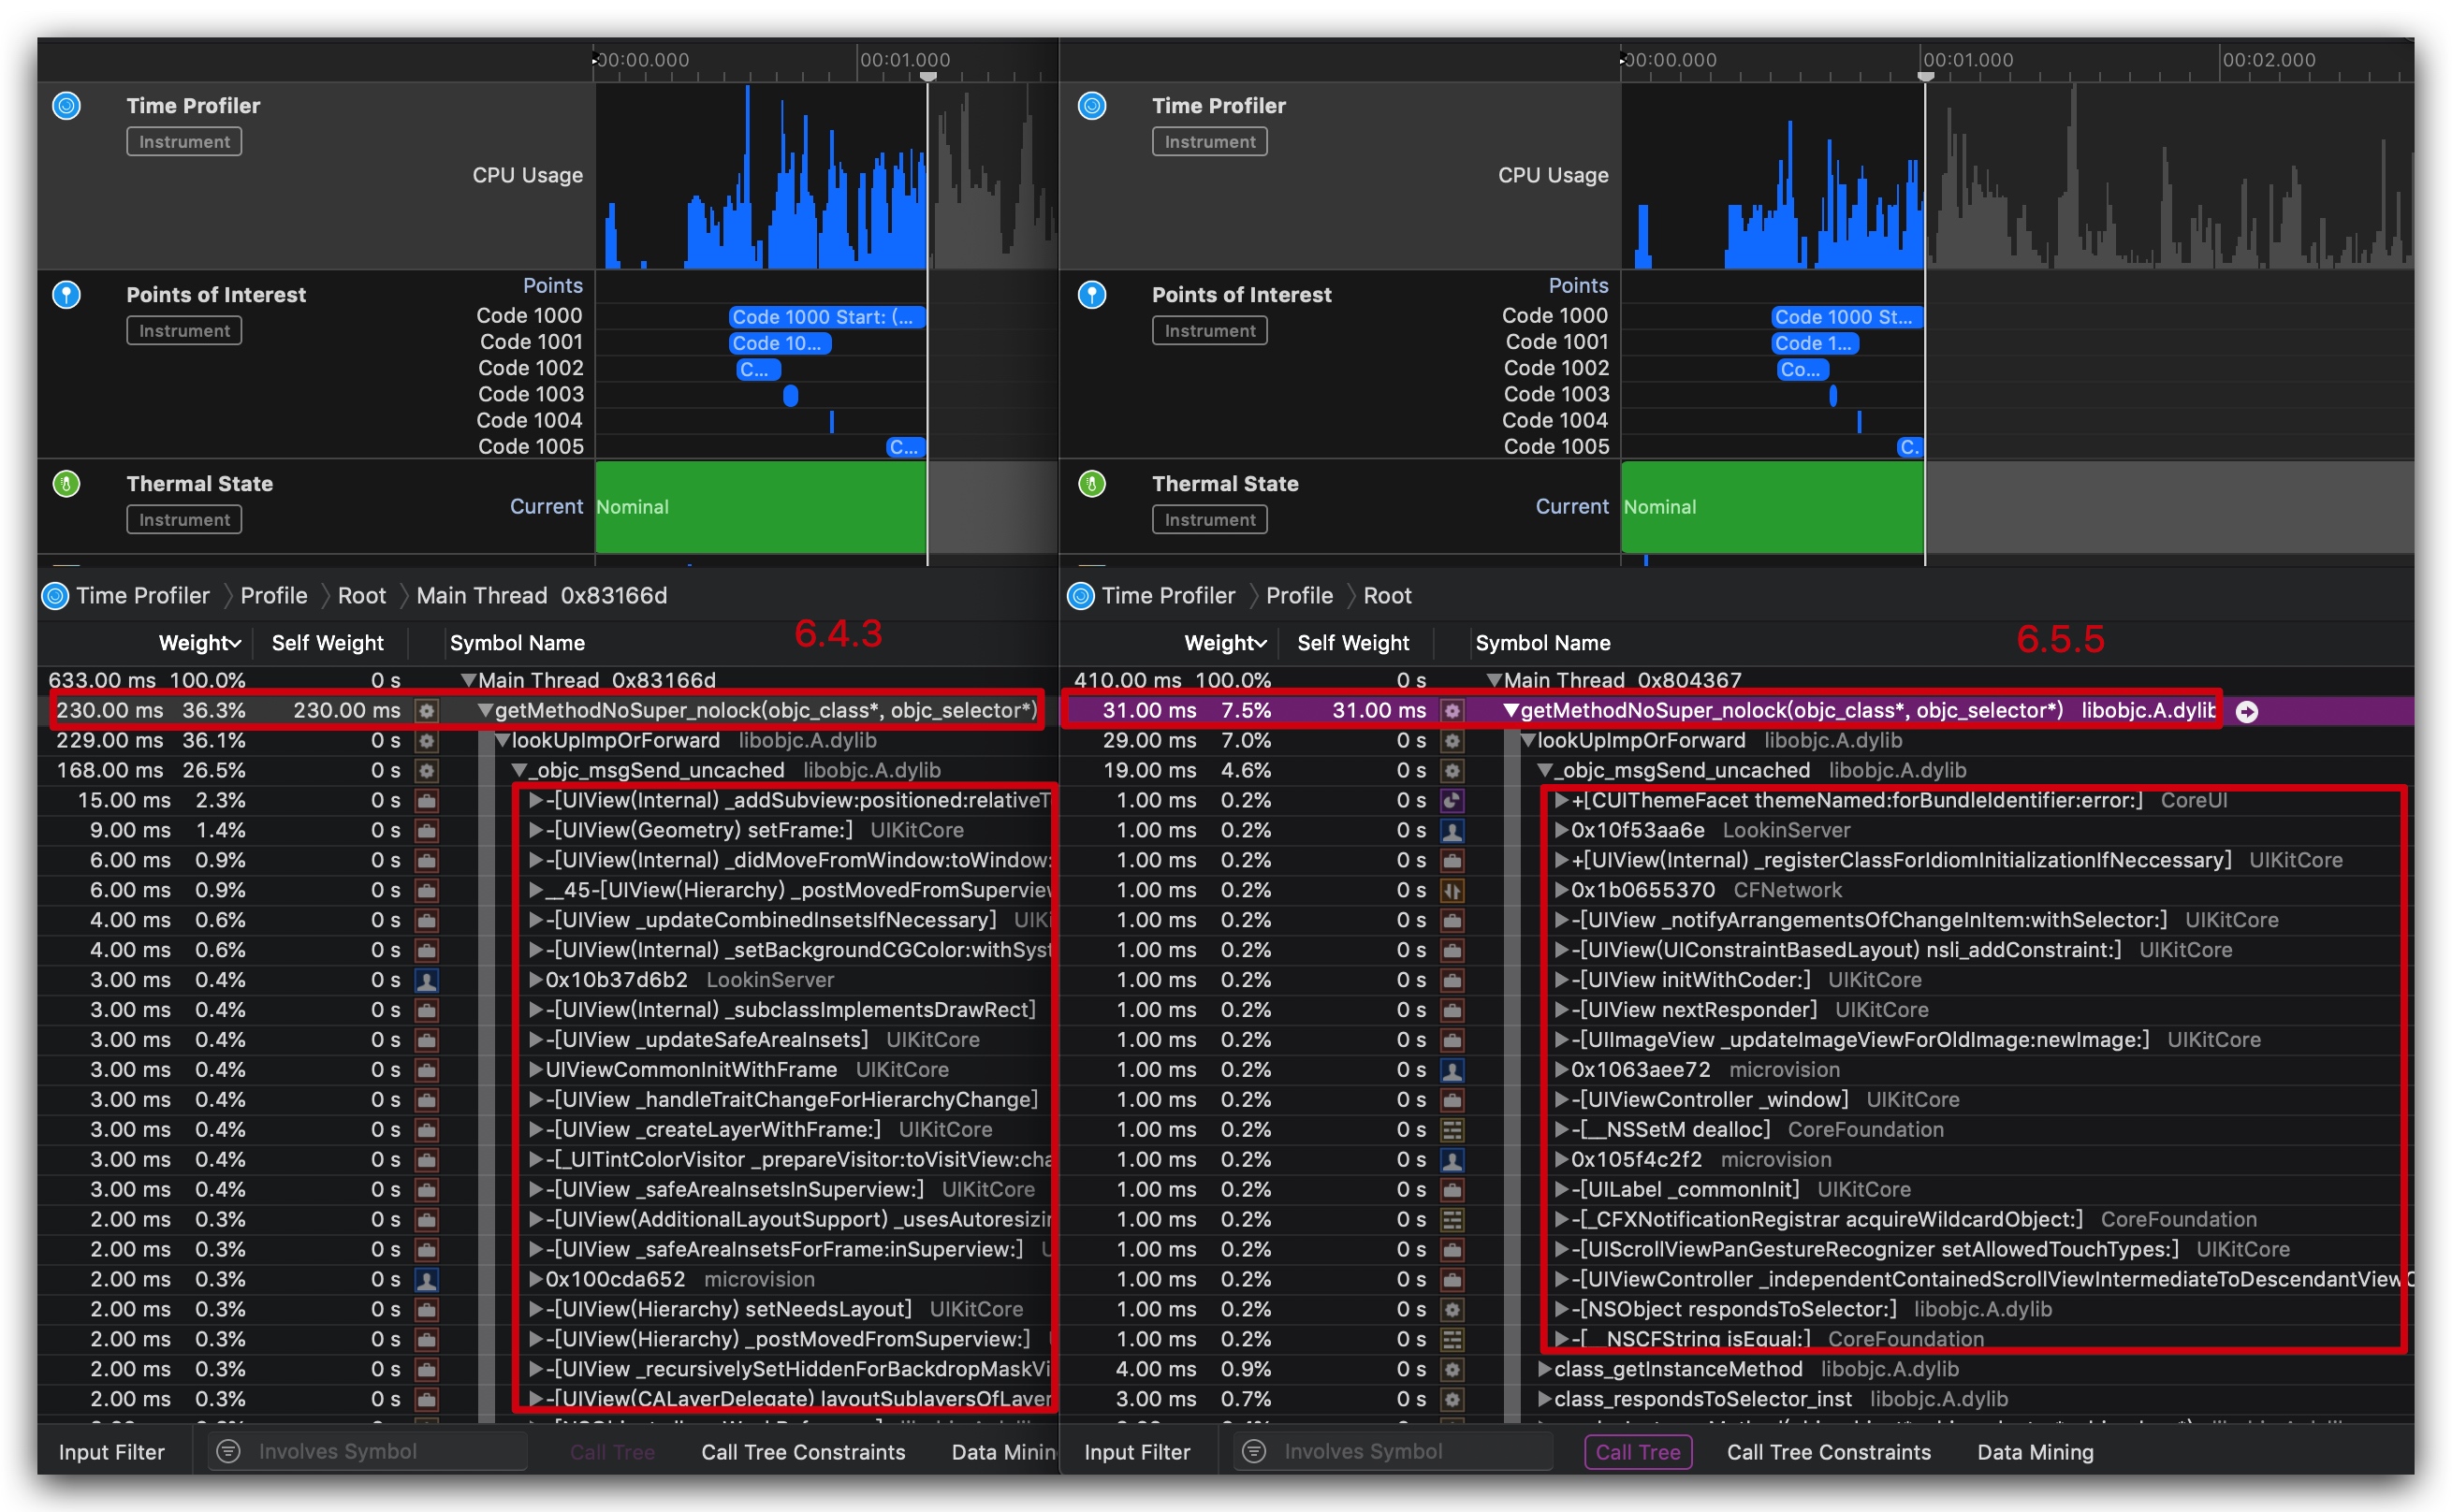 00:00.000 00:01.000
Time Profiler
Instrument
CPU Usage
Points of Interest
Instrument
Points
Code 1000
Code 1001
Code 1002
Code 1003
Code 1004
Code 1005
Code 1000 Start: (...
Code 10...
C...
C...
Thermal State
Instrument
Current
Nominal
Time Profiler Profile Root Main Thread 0x83166d
6.4.3
Weight Self Weight Symbol Name
633.00 ms 100.0% 0 s Main Thread 0x83166d
230.00 ms 36.3% 230.00 ms getMethodNoSuper_nolock(objc_class*, objc_selector*)
229.00 ms 36.1% 0 s lookUpImpOrForward libobjc.A.dylib
168.00 ms 26.5% 0 s _objc_msgSend_uncached libobjc.A.dylib
15.00 ms 2.3% 0 s -[UIView(Internal) _addSubview:positioned:relativeT
9.00 ms 1.4% 0 s -[UIView(Geometry) setFrame:] UIKitCore
6.00 ms 0.9% 0 s -[UIView(Internal) _didMoveFromWindow:toWindow:
6.00 ms 0.9% 0 s __45-[UIView(Hierarchy) _postMovedFromSuperview
4.00 ms 0.6% 0 s -[UIView _updateCombinedInsetsIfNecessary] UIKi
4.00 ms 0.6% 0 s -[UIView(Internal) _setBackgroundCGColor:withSyst
3.00 ms 0.4% 0 s 0x10b37d6b2 LookinServer
3.00 ms 0.4% 0 s -[UIView(Internal) _subclassImplementsDrawRect]
3.00 ms 0.4% 0 s -[UIView _updateSafeAreaInsets] UIKitCore
3.00 ms 0.4% 0 s UIViewCommonInitWithFrame UIKitCore
3.00 ms 0.4% 0 s -[UIView _handleTraitChangeForHierarchyChange]
3.00 ms 0.4% 0 s -[UIView _createLayerWithFrame:] UIKitCore
3.00 ms 0.4% 0 s -[_UITintColorVisitor _prepareVisitor:toVisitView:cha
3.00 ms 0.4% 0 s -[UIView _safeAreaInsetsInSuperview:] UIKitCore
2.00 ms 0.3% 0 s -[UIView(AdditionalLayoutSupport) _usesAutoresizin
2.00 ms 0.3% 0 s -[UIView _safeAreaInsetsForFrame:inSuperview:] U
2.00 ms 0.3% 0 s 0x100cda652 microvision
2.00 ms 0.3% 0 s -[UIView(Hierarchy) setNeedsLayout] UIKitCore
2.00 ms 0.3% 0 s -[UIView(Hierarchy) _postMovedFromSuperview:]
2.00 ms 0.3% 0 s -[UIView _recursivelySetHiddenForBackdropMaskVi
2.00 ms 0.3% 0 s -[UIView(CALayerDelegate) layoutSublayersOfLayer
Input Filter Involves Symbol Call Tree Call Tree Constraints Data Minin
00:00.000 00:01.000 00:02.000
Time Profiler
Instrument
CPU Usage
Points of Interest
Instrument
Points
Code 1000
Code 1001
Code 1002
Code 1003
Code 1004
Code 1005
Code 1000 St...
Code 1...
Co...
C.
Thermal State
Instrument
Current
Nominal
Time Profiler Profile Root
6.5.5
Weight Self Weight Symbol Name
410.00 ms 100.0% 0 s Main Thread 0x804367
31.00 ms 7.5% 31.00 ms getMethodNoSuper_nolock(objc_class*, objc_selector*) libobjc.A.dylib
29.00 ms 7.0% 0 s lookUpImpOrForward libobjc.A.dylib
19.00 ms 4.6% 0 s _objc_msgSend_uncached libobjc.A.dylib
1.00 ms 0.2% 0 s +[CUIThemeFacet themeNamed:forBundleIdentifier:error:] CoreUI
1.00 ms 0.2% 0 s 0x10f53aa6e LookinServer
1.00 ms 0.2% 0 s +[UIView(Internal) _registerClassForIdiomInitializationIfNeccessary] UIKitCore
1.00 ms 0.2% 0 s 0x1b0655370 CFNetwork
1.00 ms 0.2% 0 s -[UIView _notifyArrangementsOfChangeInItem:withSelector:] UIKitCore
1.00 ms 0.2% 0 s -[UIView(UIConstraintBasedLayout) nsli_addConstraint:] UIKitCore
1.00 ms 0.2% 0 s -[UIView initWithCoder:] UIKitCore
1.00 ms 0.2% 0 s -[UIView nextResponder] UIKitCore
1.00 ms 0.2% 0 s -[UIImageView _updateImageViewForOldImage:newImage:] UIKitCore
1.00 ms 0.2% 0 s 0x1063aee72 microvision
1.00 ms 0.2% 0 s -[UIViewController _window] UIKitCore
1.00 ms 0.2% 0 s -[__NSSetM dealloc] CoreFoundation
1.00 ms 0.2% 0 s 0x105f4c2f2 microvision
1.00 ms 0.2% 0 s -[UILabel _commonInit] UIKitCore
1.00 ms 0.2% 0 s -[_CFXNotificationRegistrar acquireWildcardObject:] CoreFoundation
1.00 ms 0.2% 0 s -[UIScrollViewPanGestureRecognizer setAllowedTouchTypes:] UIKitCore
1.00 ms 0.2% 0 s -[UIViewController _independentContainedScrollViewIntermediateToDescendantViewC
1.00 ms 0.2% 0 s -[NSObject respondsToSelector:] libobjc.A.dylib
1.00 ms 0.2% 0 s -[__NSCFString isEqual:] CoreFoundation
4.00 ms 0.9% 0 s class_getInstanceMethod libobjc.A.dylib
3.00 ms 0.7% 0 s class_respondsToSelector_inst libobjc.A.dylib
Input Filter Involves Symbol Call Tree Call Tree Constraints Data Mining